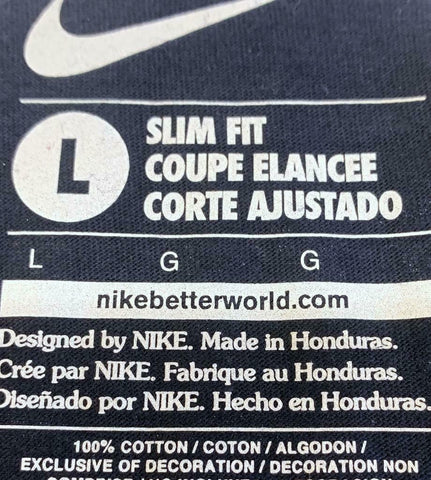 L
SLIM FIT
COUPE ELANCEE
CORTE AJUSTADO
L G G
nikebetterworld.com
Designed by NIKE. Made in Honduras.
Crée par NIKE. Fabrique au Honduras.
Diseñado por NIKE. Hecho en Honduras.
100% COTTON / COTON / ALGODON /
EXCLUSIVE OF DECORATION / DECORATION NON